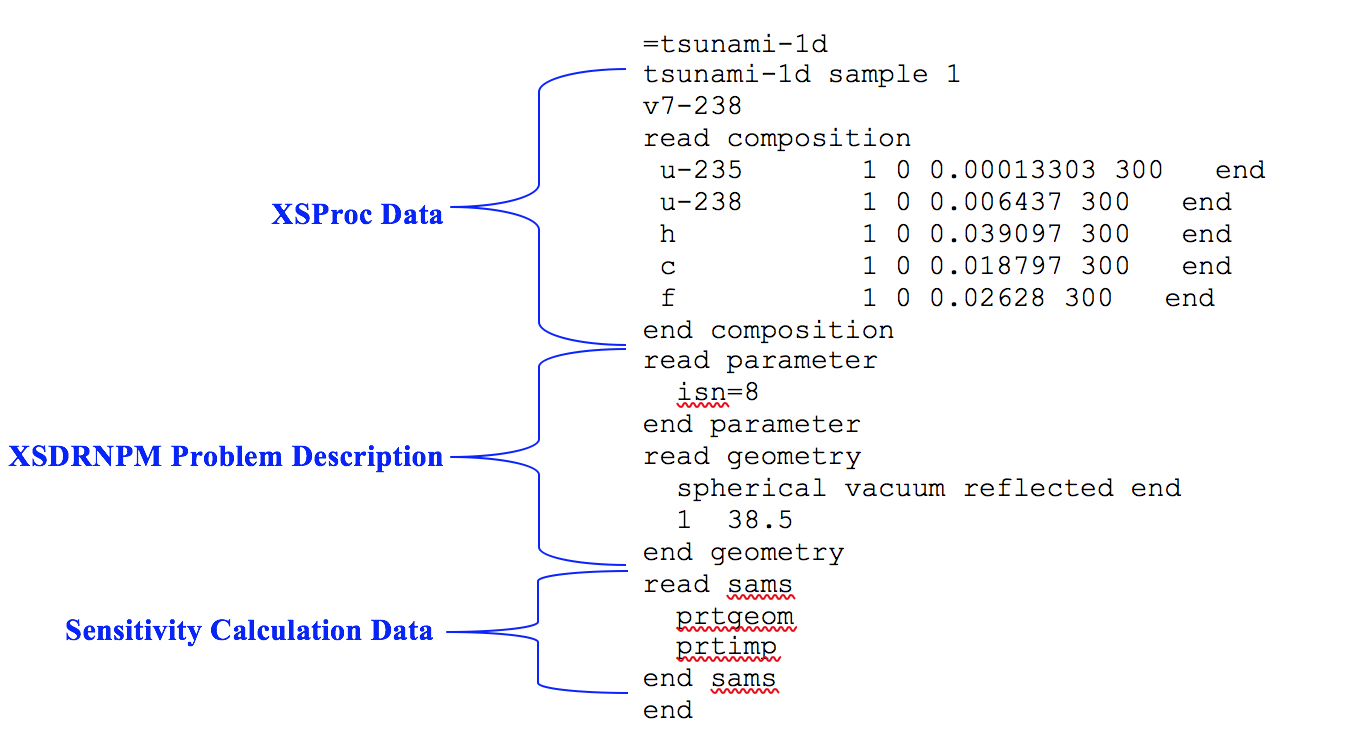 =tsunami-1d
tsunami-1d sample 1
v7-238
read composition
u-235 1 0 0.00013303 300 end
u-238 1 0 0.006437 300 end
h 1 0 0.039097 300 end
c 1 0 0.018797 300 end
f 1 0 0.02628 300 end
end composition
read parameter
isn=8
end parameter
read geometry
spherical vacuum reflected end
1 38.5
end geometry
read sams
prtgeom
prtimp
end sams
end
XSProc Data
XSDRNPM Problem Description
Sensitivity Calculation Data